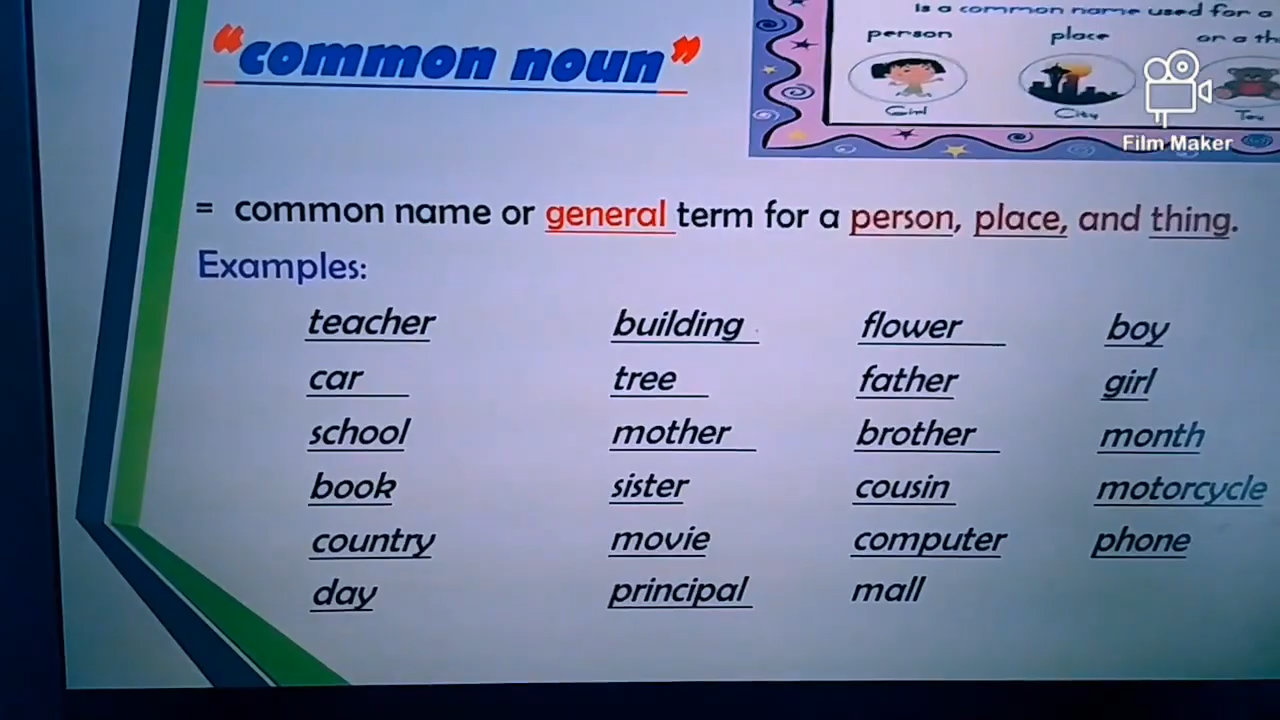 "common noun"
is a common name used for a
person place or a th
Girl City
Film Maker
= common name or general term for a person, place, and thing.
Examples:
teacher building flower boy
car tree father girl
school mother brother month
book sister cousin motorcycle
country movie computer phone
day principal mall